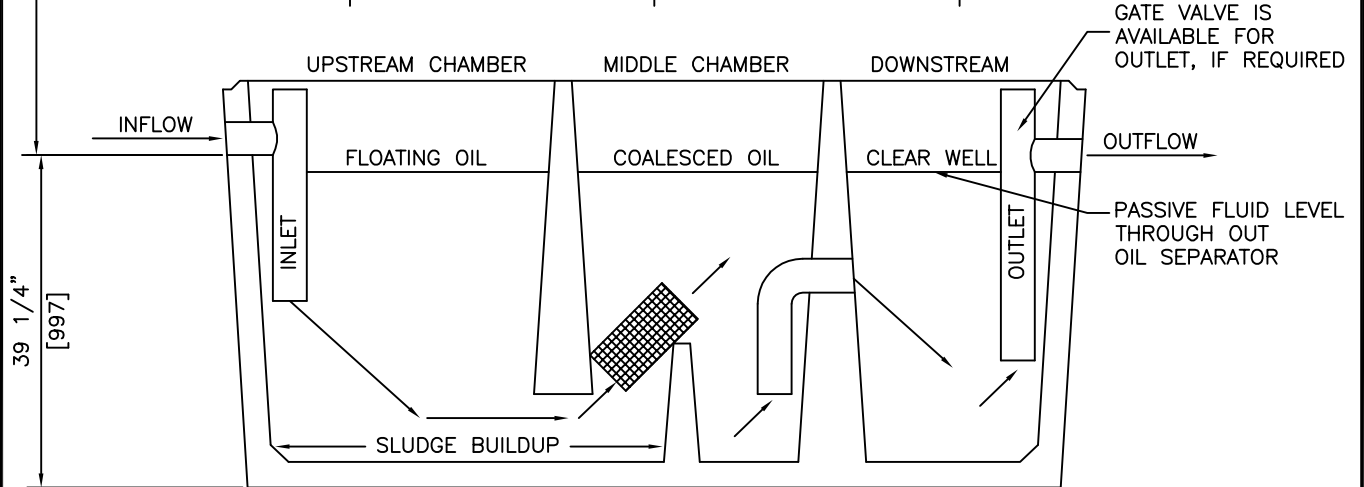 GATE VALVE IS
AVAILABLE FOR
OUTLET, IF REQUIRED
UPSTREAM CHAMBER
MIDDLE CHAMBER
DOWNSTREAM
INFLOW
OUTFLOW
FLOATING OIL
COALESCED OIL
CLEAR WELL
INLET
OUTLET
PASSIVE FLUID LEVEL
THROUGH OUT
OIL SEPARATOR
39 1/4"
[997]
SLUDGE BUILDUP